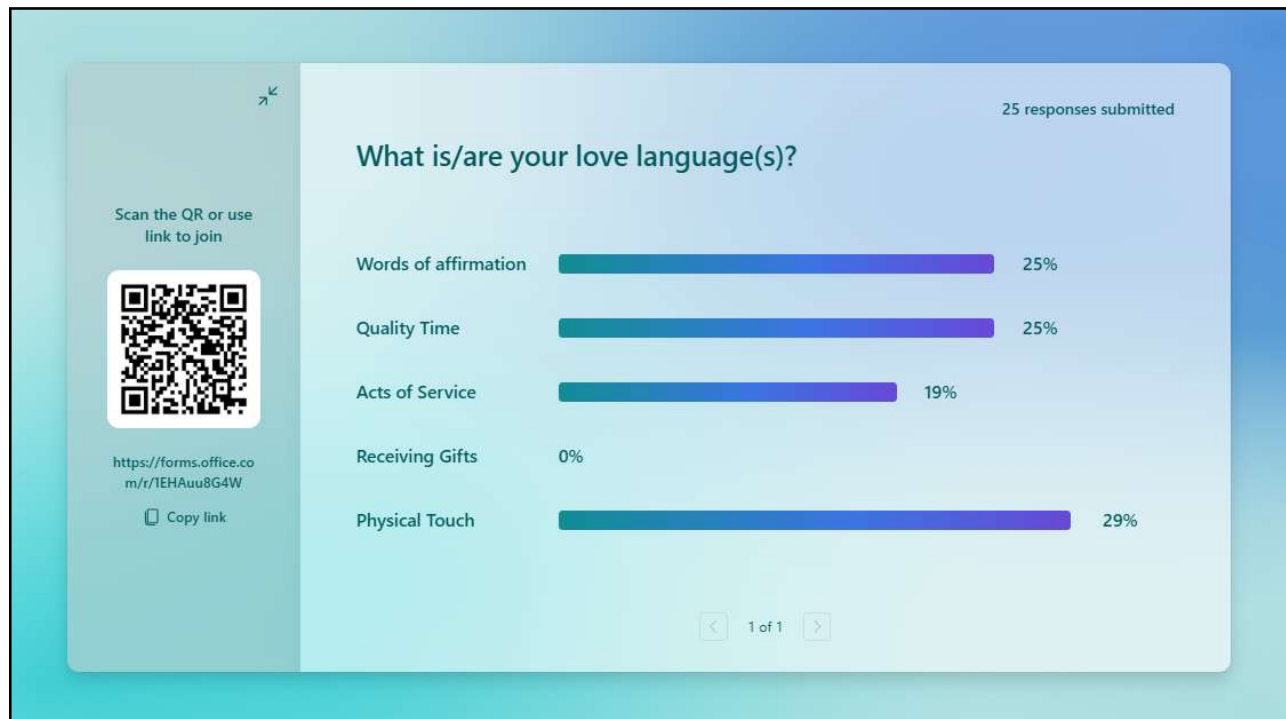 25 responses submitted
What is/are your love language(s)?
Scan the QR or use
link to join
https://forms.office.co
m/r/1EHAuu8G4W
Copy link
Words of affirmation 25%
Quality Time 25%
Acts of Service 19%
Receiving Gifts 0%
Physical Touch 29%
1 of 1